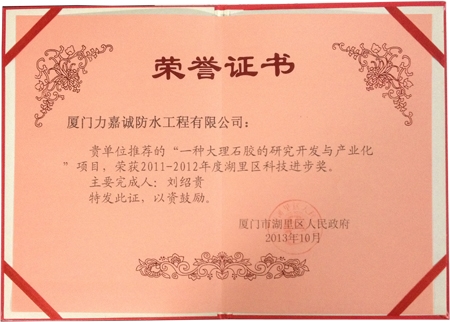 荣誉证书
厦门力嘉诚防水工程有限公司：
贵单位推荐的“一种大理石胶的研究开发与产业化
”项目，荣获2011-2012年度湖里区科技进步奖。
主要完成人：刘绍贵
特发此证，以资鼓励。
厦门市湖里区人民政府
2013年10月